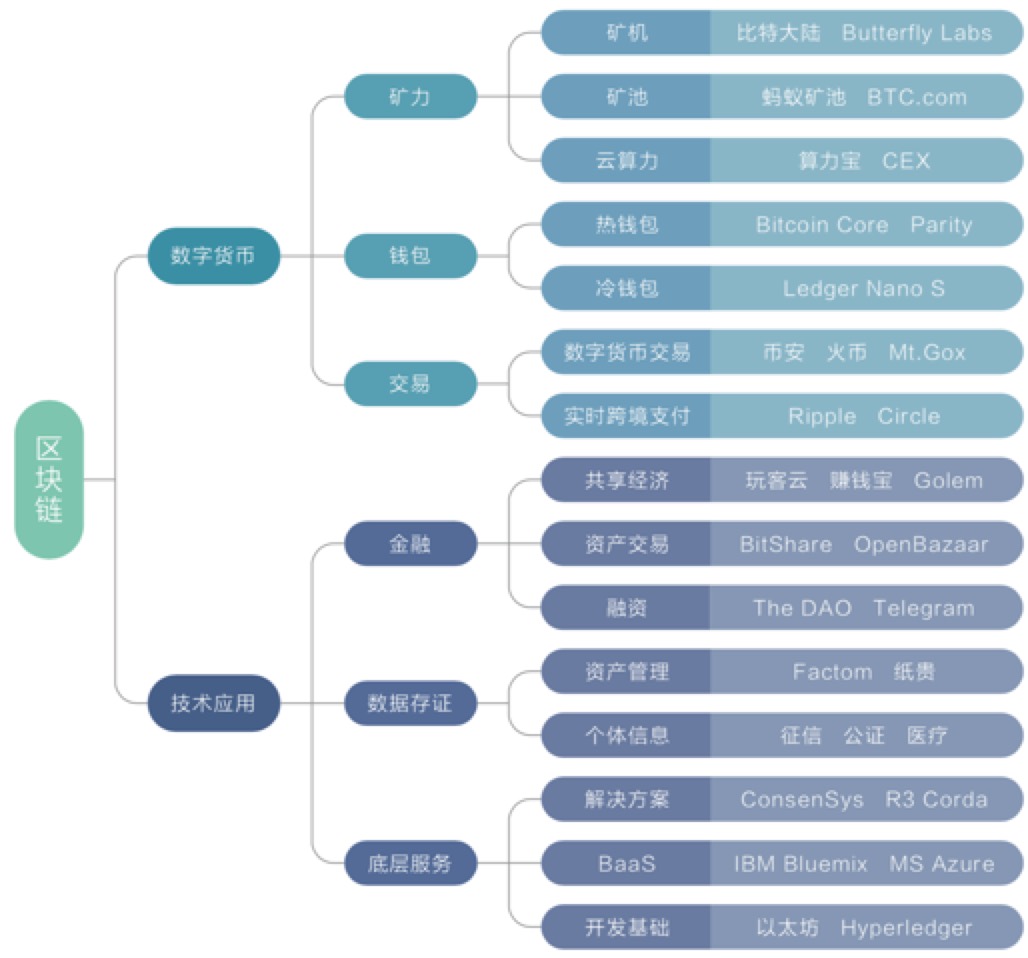 区块链
数字货币
矿力
矿机 比特大陆 Butterfly Labs
矿池 蚂蚁矿池 BTC.com
云算力 算力宝 CEX
钱包
热钱包 Bitcoin Core Parity
冷钱包 Ledger Nano S
交易
数字货币交易 币安 火币 Mt.Gox
实时跨境支付 Ripple Circle
技术应用
金融
共享经济 玩客云 赚钱宝 Golem
资产交易 BitShare OpenBazaar
融资 The DAO Telegram
数据存证
资产管理 Factom 纸贵
个体信息 征信 公证 医疗
底层服务
解决方案 ConsenSys R3 Corda
BaaS IBM Bluemix MS Azure
开发基础 以太坊 Hyperledger